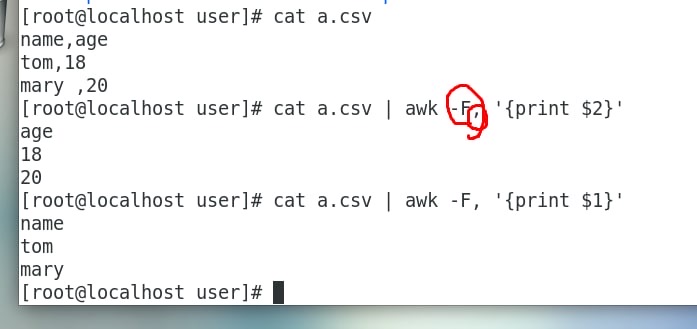 [root@localhost user]# cat a.csv
name,age
tom,18
mary ,20
[root@localhost user]# cat a.csv | awk -F, '{print $2}'
age
18
20
[root@localhost user]# cat a.csv | awk -F, '{print $1}'
name
tom
mary
[root@localhost user]#